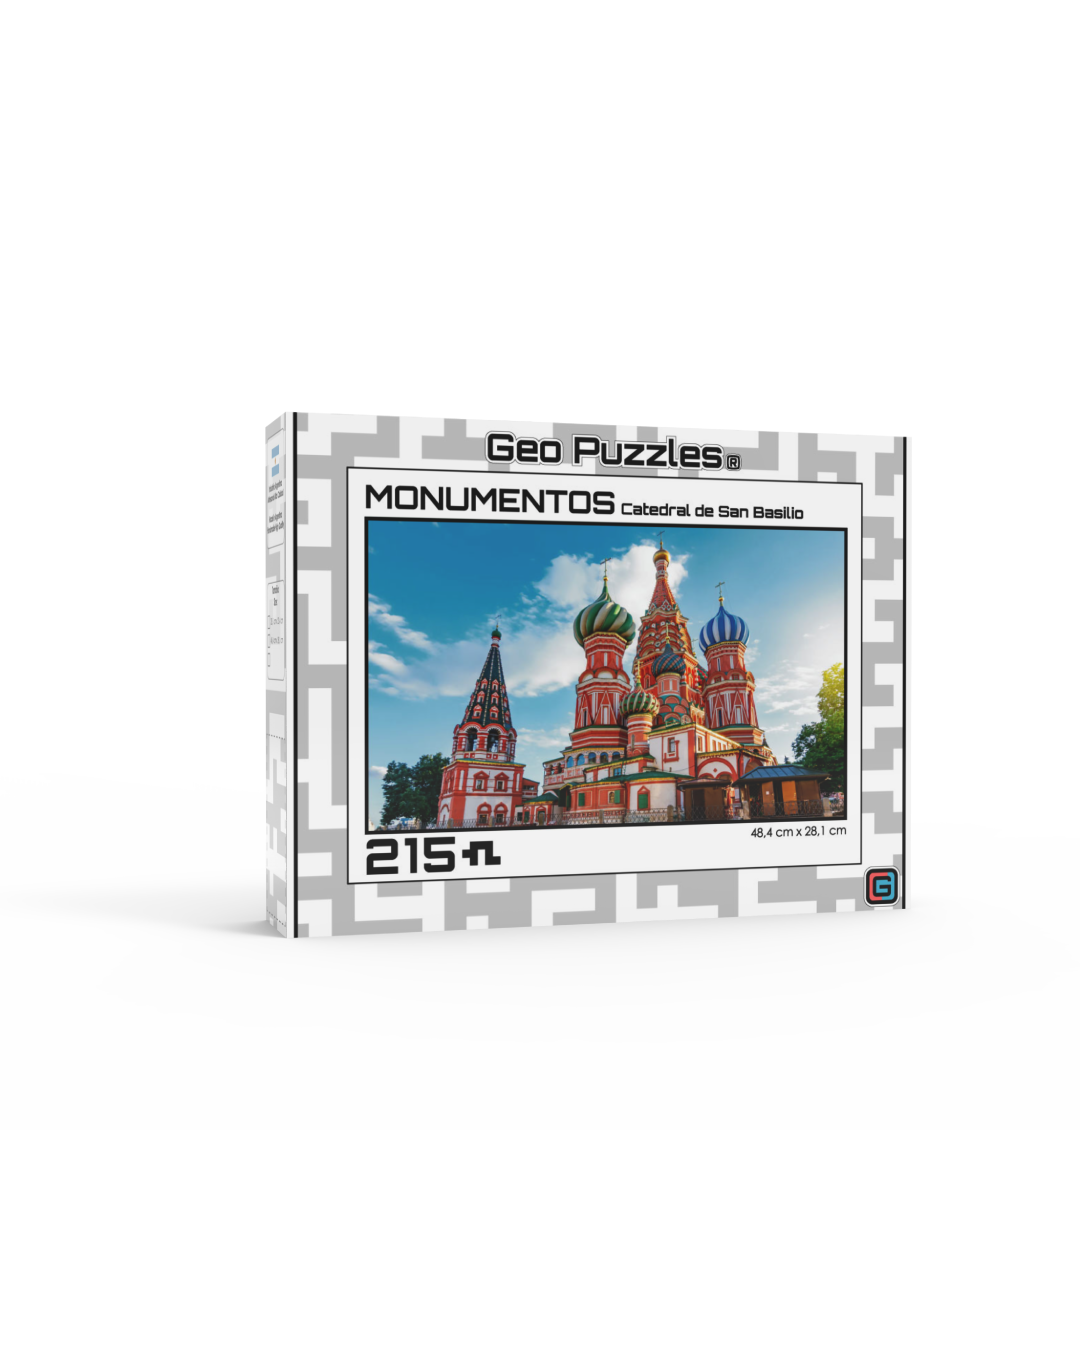 Geo Puzzles®
MONUMENTOS Catedral de San Basilio
48,4 cm x 28,1 cm
215
G